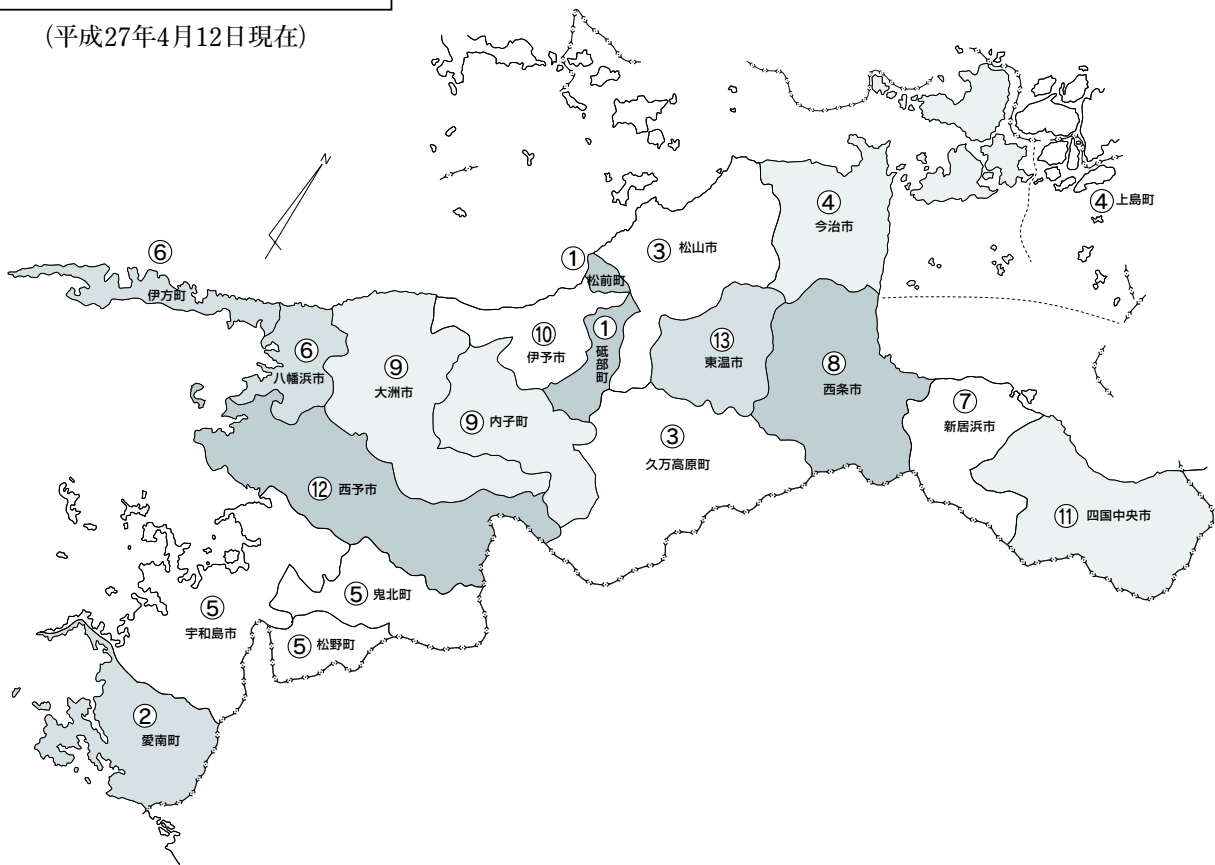 (平成27年4月12日現在)
N
④上島町
④
今治市
③ 松山市
⑥
伊方町
①
松前町
①
砥部町
⑩
伊予市
⑬
東温市
⑧
西条市
⑥
八幡浜市
⑨
大洲市
⑨ 内子町
③
久万高原町
⑦
新居浜市
⑪ 四国中央市
⑫ 西予市
⑤ 鬼北町
⑤
宇和島市
⑤ 松野町
②
愛南町